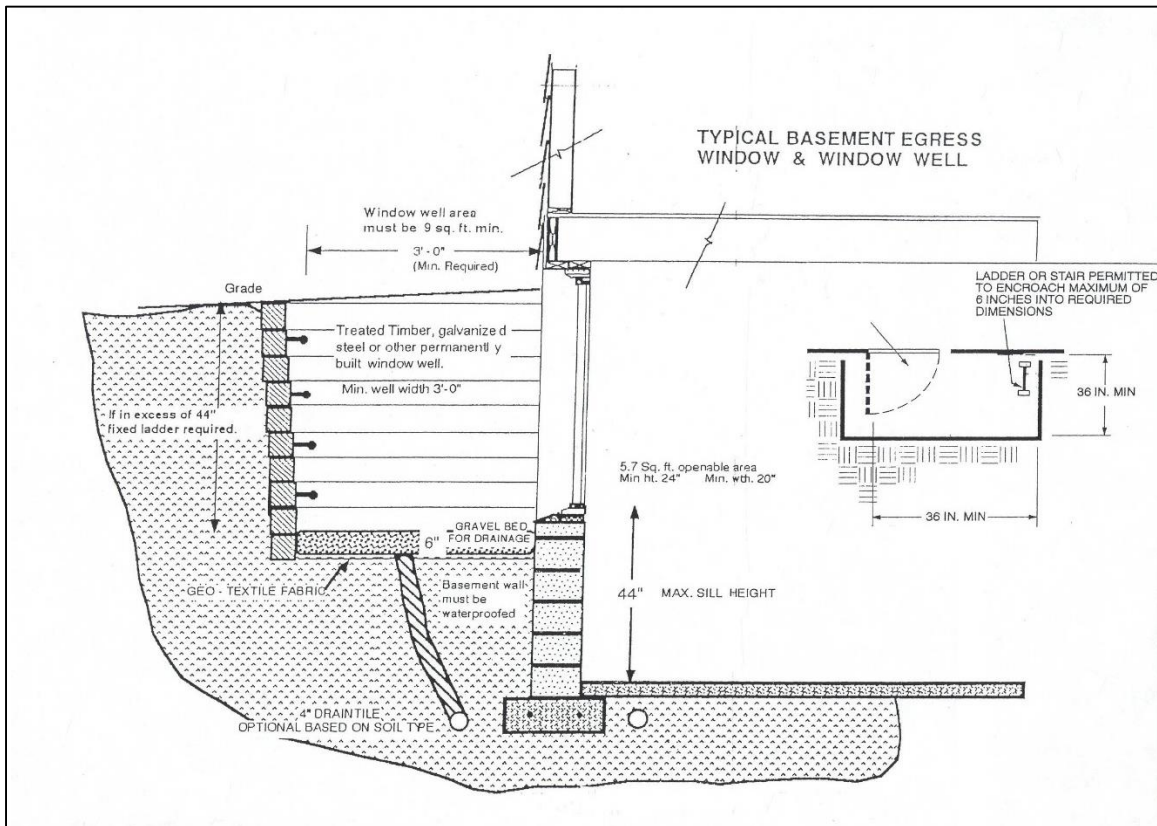 TYPICAL BASEMENT EGRESS
WINDOW & WINDOW WELL
Window well area
must be 9 sq. ft. min.
3'-0"
(Min. Required)
LADDER OR STAIR PERMITTED
TO ENCROACH MAXIMUM OF
6 INCHES INTO REQUIRED
DIMENSIONS
Grade
Treated Timber, galvanized
steel or other permanently
built window well.
Min. well width 3'-0"
If in excess of 44"
fixed ladder required.
36 IN. MIN
36 IN. MIN
5.7 Sq. ft. openable area
Min ht. 24" Min. wth. 20"
GRAVEL BED
FOR DRAINAGE
6"
GEO - TEXTILE FABRIC
Basement wall
must be
waterproofed
44" MAX. SILL HEIGHT
4" DRAINTILE
OPTIONAL BASED ON SOIL TYPE.